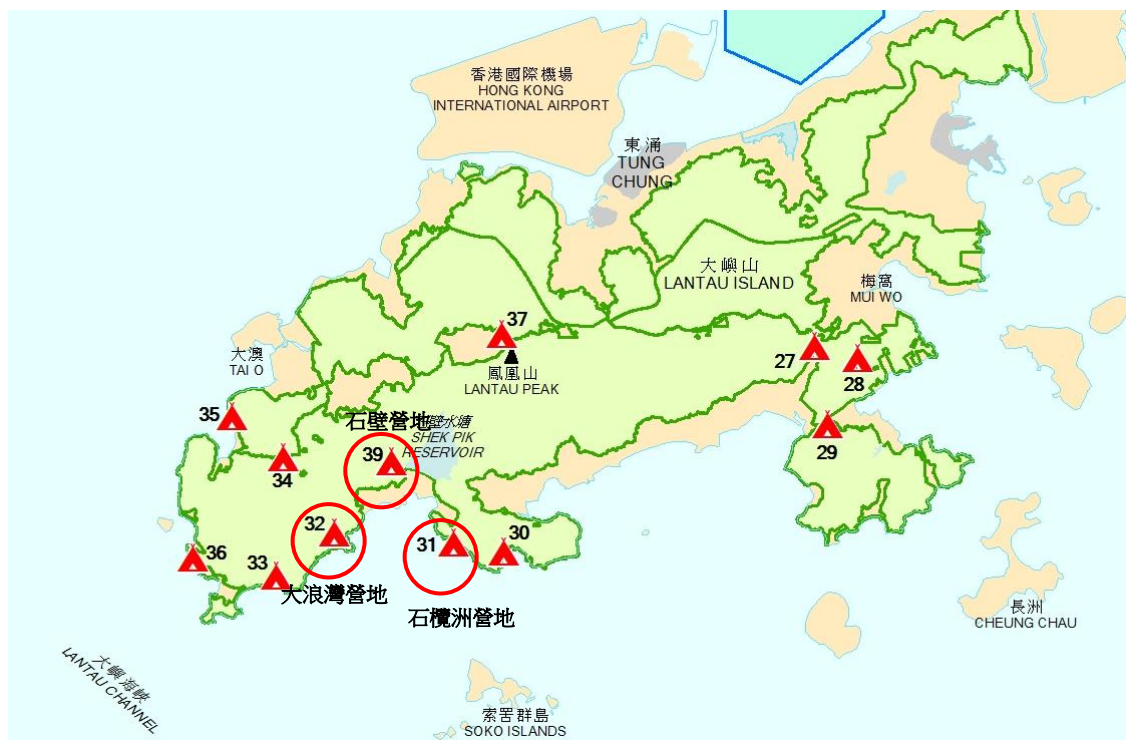 香港國際機場
HONG KONG
INTERNATIONAL AIRPORT
東涌
TUNG
CHUNG
大嶼山
LANTAU ISLAND
梅窩
MUI WO
37
鳳凰山
LANTAU PEAK
27
28
29
大澳
TAI O
35
34
石壁營地
水塘
SHEK PIK
RESERVOIR
39
32
31
30
36
33
大浪灣營地
石欖洲營地
長洲
CHEUNG CHAU
大嶼海峽
LANTAU CHANNEL
索罟群島
SOKO ISLANDS